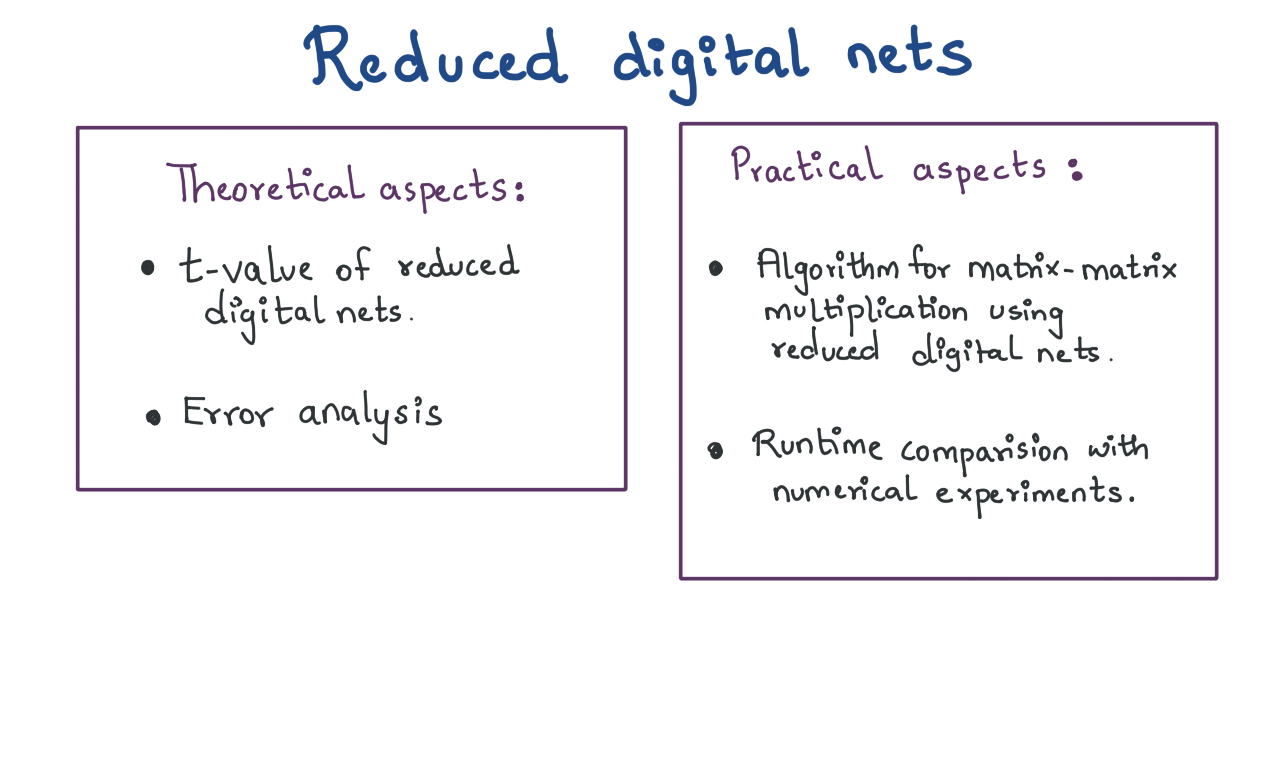 Reduced digital nets
Theoretical aspects:
• t-value of reduced
digital nets.
• Error analysis
Practical aspects :
• Algorithm for matrix-matrix
multiplication using
reduced digital nets.
• Runtime comparision with
numerical experiments.